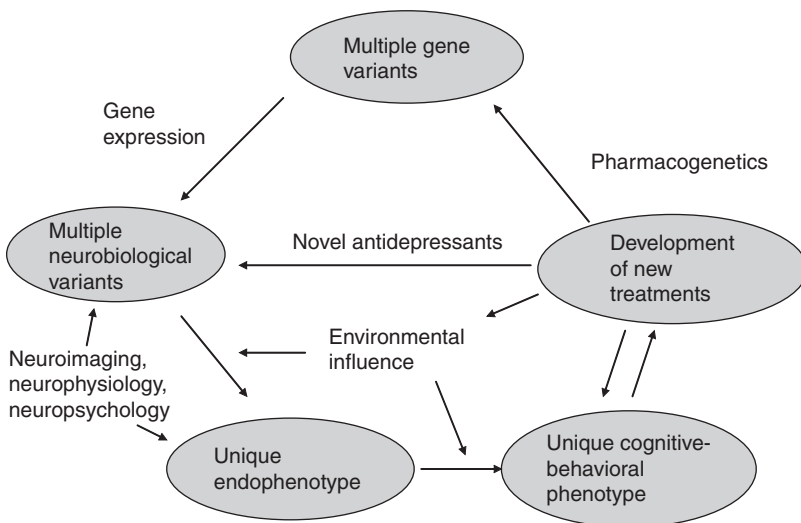 Multiple gene
variants
Gene
expression
Pharmacogenetics
Multiple
neurobiological
variants
Novel antidepressants
Development
of new
treatments
Environmental
influence
Neuroimaging,
neurophysiology,
neuropsychology
Unique
endophenotype
Unique cognitive-
behavioral
phenotype